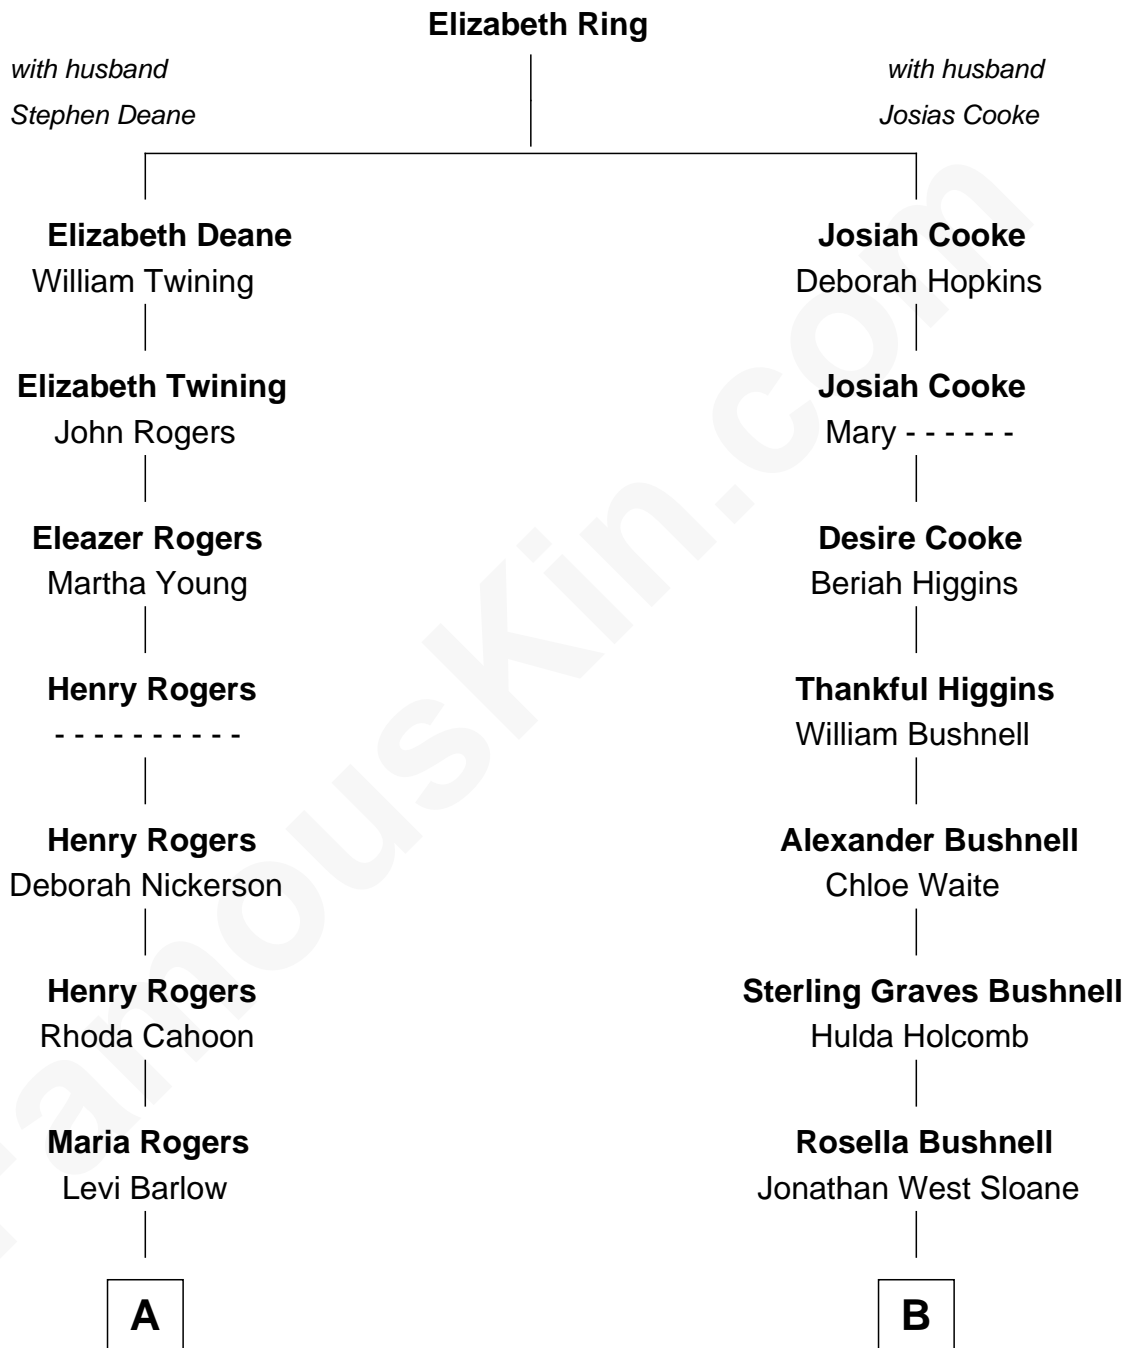 Elizabeth Ring
with husband
Stephen Deane
with husband
Josias Cooke
Elizabeth Deane
William Twining
Josiah Cooke
Deborah Hopkins
Elizabeth Twining
John Rogers
Josiah Cooke
Mary - - - - - -
Eleazer Rogers
Martha Young
Desire Cooke
Beriah Higgins
Henry Rogers
- - - - - - - - - -
Thankful Higgins
William Bushnell
Henry Rogers
Deborah Nickerson
Alexander Bushnell
Chloe Waite
Henry Rogers
Rhoda Cahoon
Sterling Graves Bushnell
Hulda Holcomb
Maria Rogers
Levi Barlow
Rosella Bushnell
Jonathan West Sloane
A
B
FamousKin.com